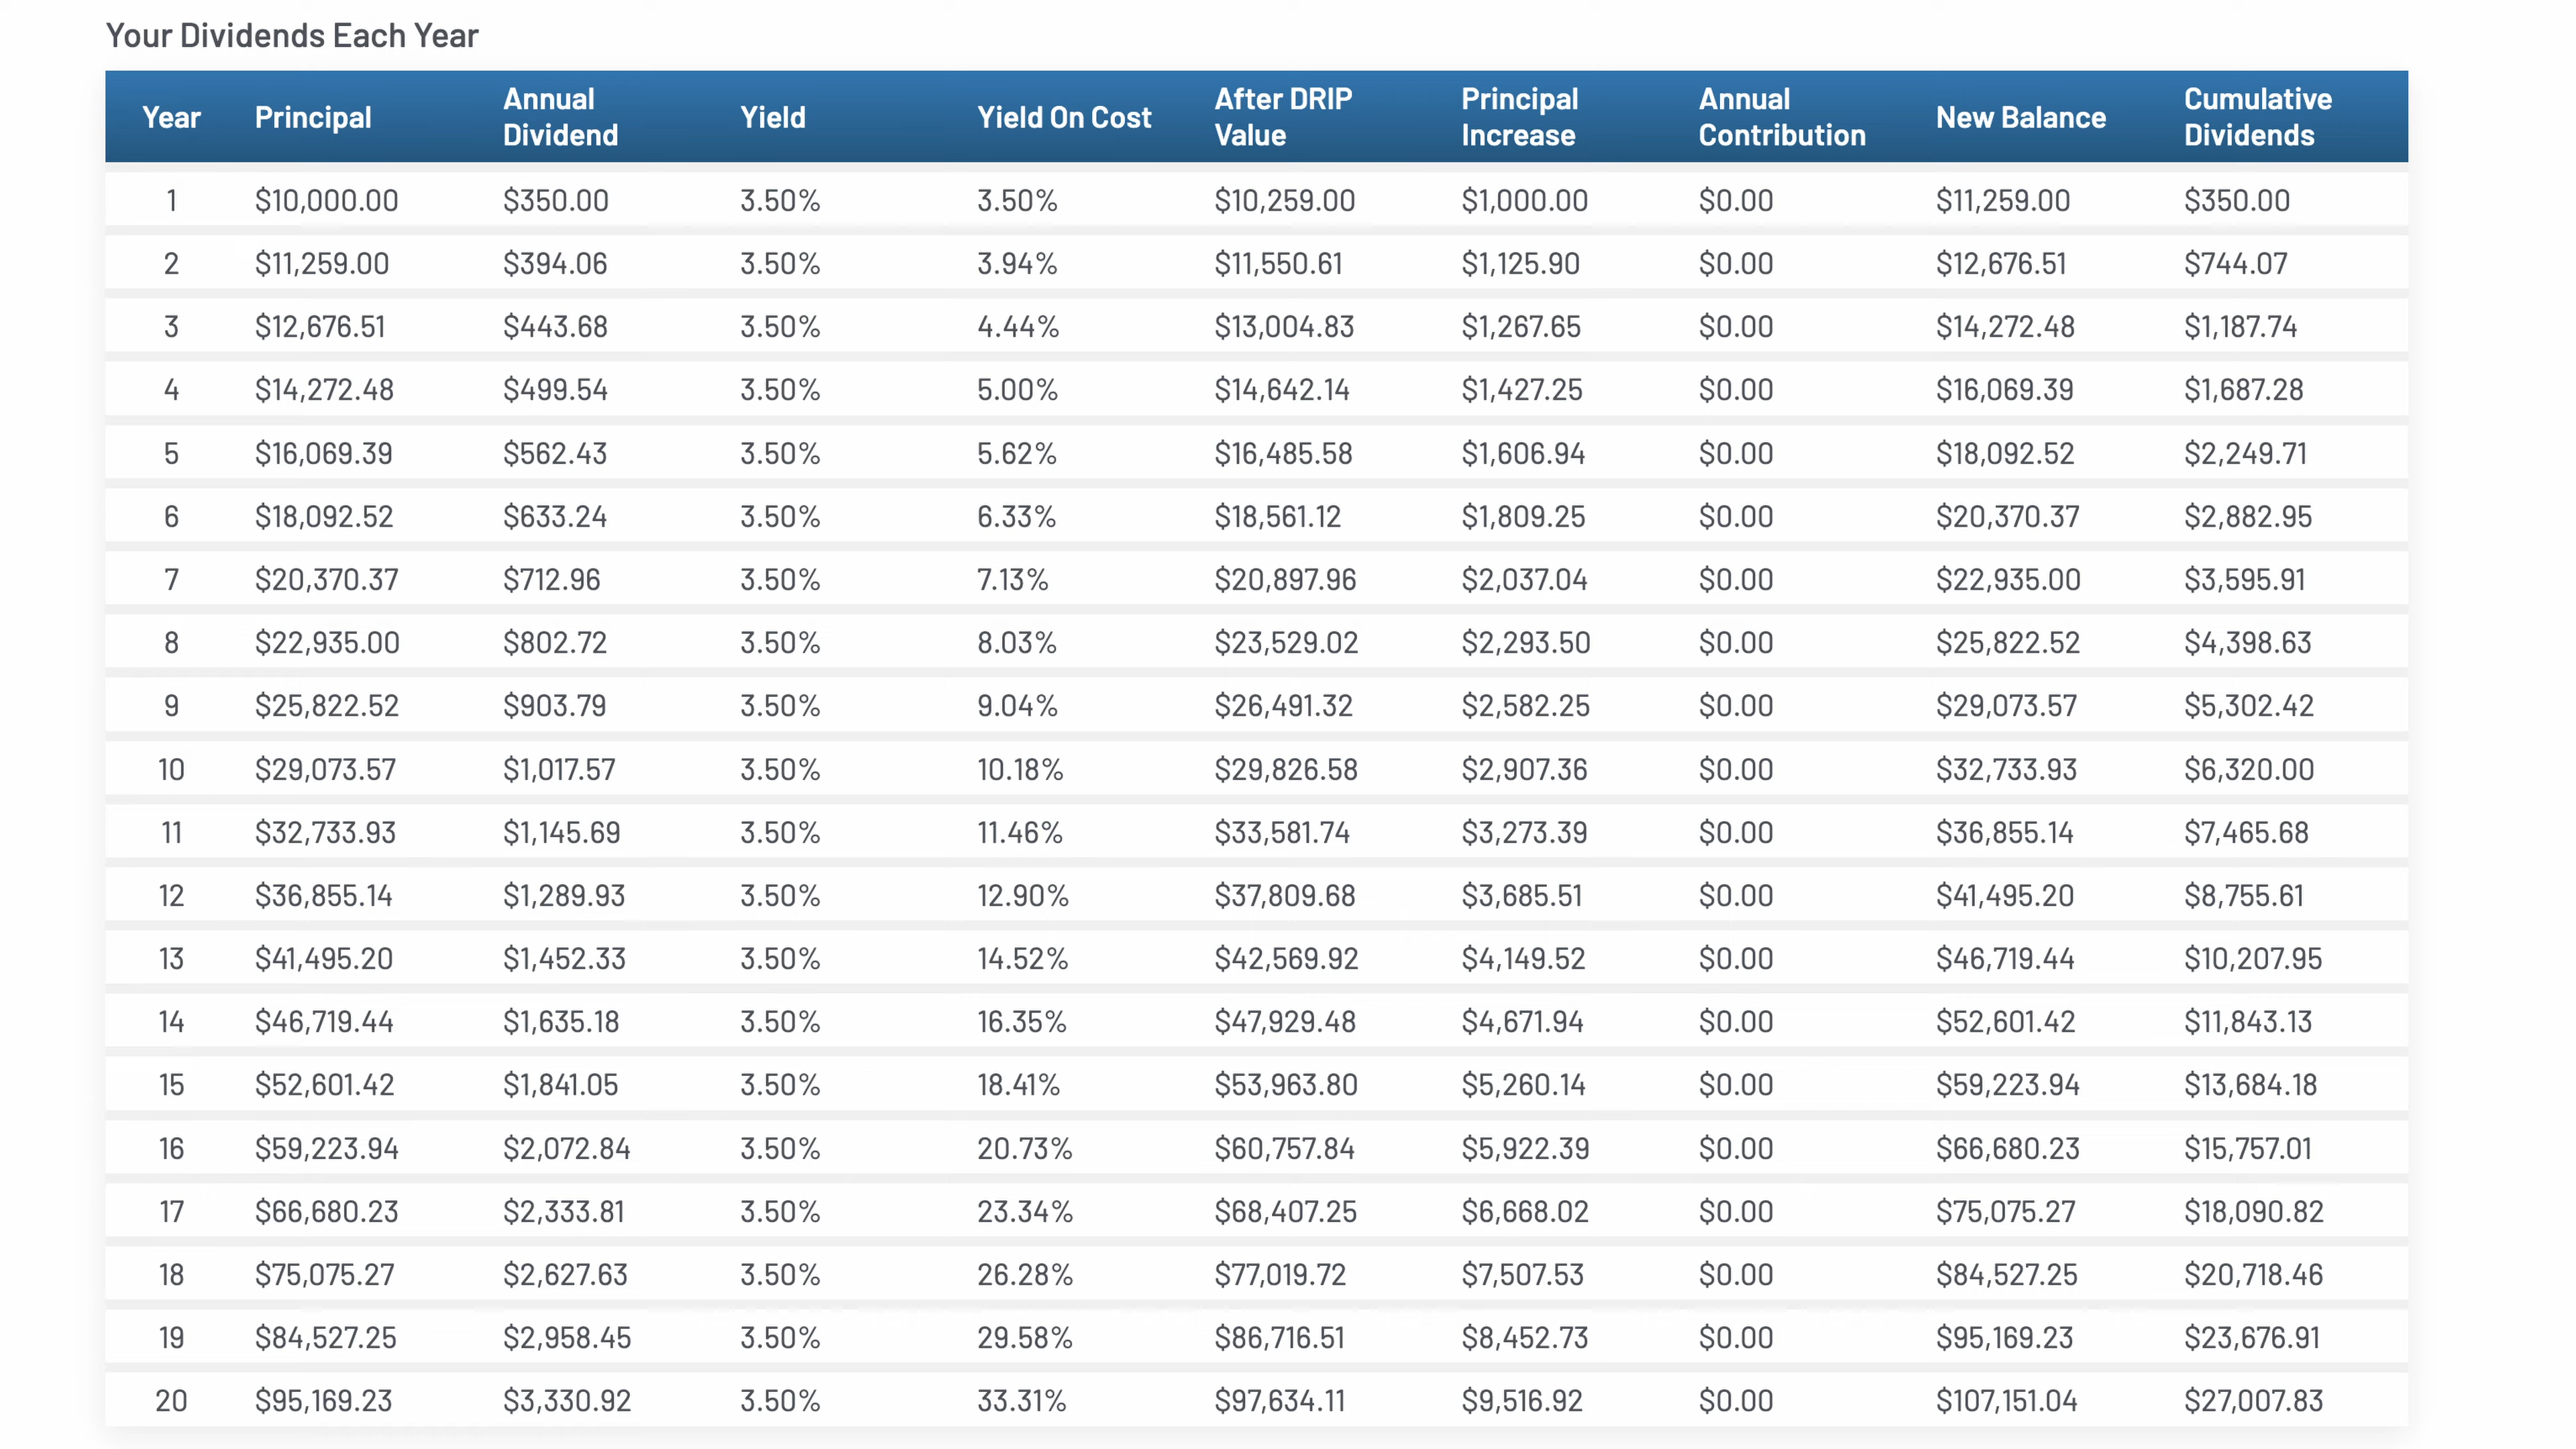 Your Dividends Each Year
Year Principal Annual Dividend Yield Yield On Cost After DRIP Value Principal Increase Annual Contribution New Balance Cumulative Dividends
1 $10,000.00 $350.00 3.50% 3.50% $10,259.00 $1,000.00 $0.00 $11,259.00 $350.00
2 $11,259.00 $394.06 3.50% 3.94% $11,550.61 $1,125.90 $0.00 $12,676.51 $744.07
3 $12,676.51 $443.68 3.50% 4.44% $13,004.83 $1,267.65 $0.00 $14,272.48 $1,187.74
4 $14,272.48 $499.54 3.50% 5.00% $14,642.14 $1,427.25 $0.00 $16,069.39 $1,687.28
5 $16,069.39 $562.43 3.50% 5.62% $16,485.58 $1,606.94 $0.00 $18,092.52 $2,249.71
6 $18,092.52 $633.24 3.50% 6.33% $18,561.12 $1,809.25 $0.00 $20,370.37 $2,882.95
7 $20,370.37 $712.96 3.50% 7.13% $20,897.96 $2,037.04 $0.00 $22,935.00 $3,595.91
8 $22,935.00 $802.72 3.50% 8.03% $23,529.02 $2,293.50 $0.00 $25,822.52 $4,398.63
9 $25,822.52 $903.79 3.50% 9.04% $26,491.32 $2,582.25 $0.00 $29,073.57 $5,302.42
10 $29,073.57 $1,017.57 3.50% 10.18% $29,826.58 $2,907.36 $0.00 $32,733.93 $6,320.00
11 $32,733.93 $1,145.69 3.50% 11.46% $33,581.74 $3,273.39 $0.00 $36,855.14 $7,465.68
12 $36,855.14 $1,289.93 3.50% 12.90% $37,809.68 $3,685.51 $0.00 $41,495.20 $8,755.61
13 $41,495.20 $1,452.33 3.50% 14.52% $42,569.92 $4,149.52 $0.00 $46,719.44 $10,207.95
14 $46,719.44 $1,635.18 3.50% 16.35% $47,929.48 $4,671.94 $0.00 $52,601.42 $11,843.13
15 $52,601.42 $1,841.05 3.50% 18.41% $53,963.80 $5,260.14 $0.00 $59,223.94 $13,684.18
16 $59,223.94 $2,072.84 3.50% 20.73% $60,757.84 $5,922.39 $0.00 $66,680.23 $15,757.01
17 $66,680.23 $2,333.81 3.50% 23.34% $68,407.25 $6,668.02 $0.00 $75,075.27 $18,090.82
18 $75,075.27 $2,627.63 3.50% 26.28% $77,019.72 $7,507.53 $0.00 $84,527.25 $20,718.46
19 $84,527.25 $2,958.45 3.50% 29.58% $86,716.51 $8,452.73 $0.00 $95,169.23 $23,676.91
20 $95,169.23 $3,330.92 3.50% 33.31% $97,634.11 $9,516.92 $0.00 $107,151.04 $27,007.83